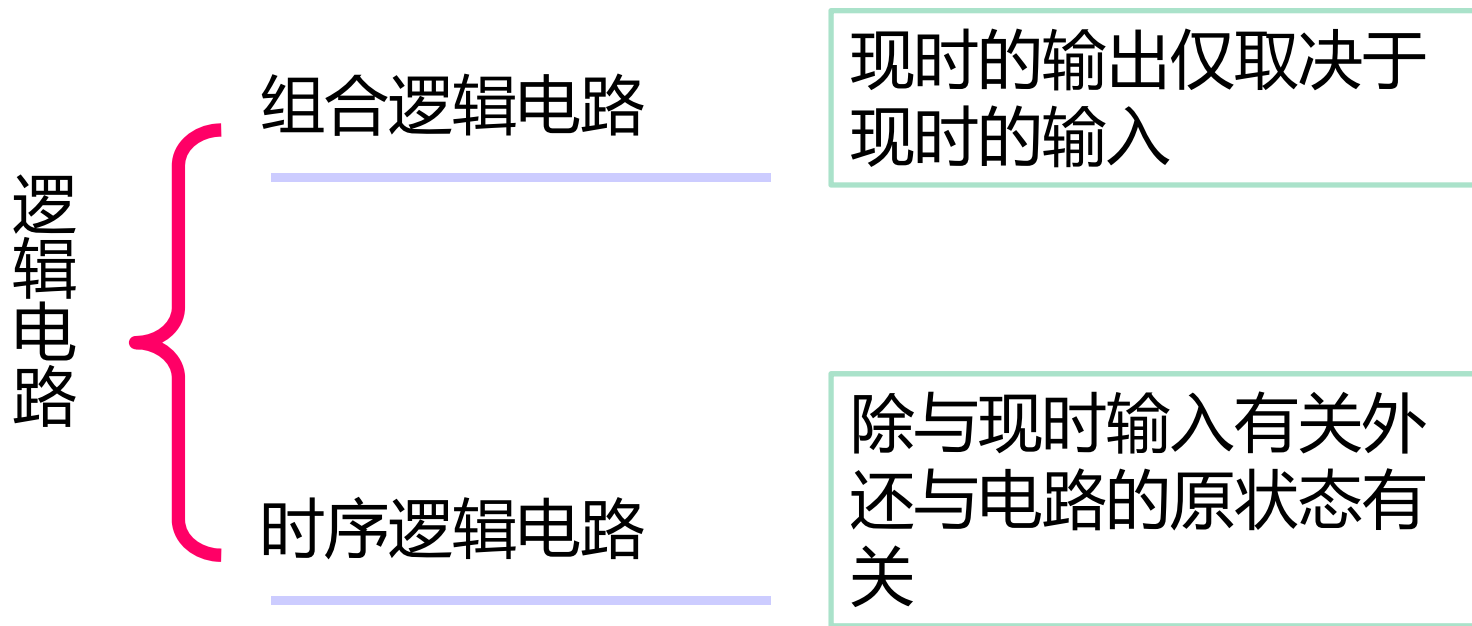 逻辑电路
组合逻辑电路
现时的输出仅取决于
现时的输入
时序逻辑电路
除与现时输入有关外
还与电路的原状态有
关